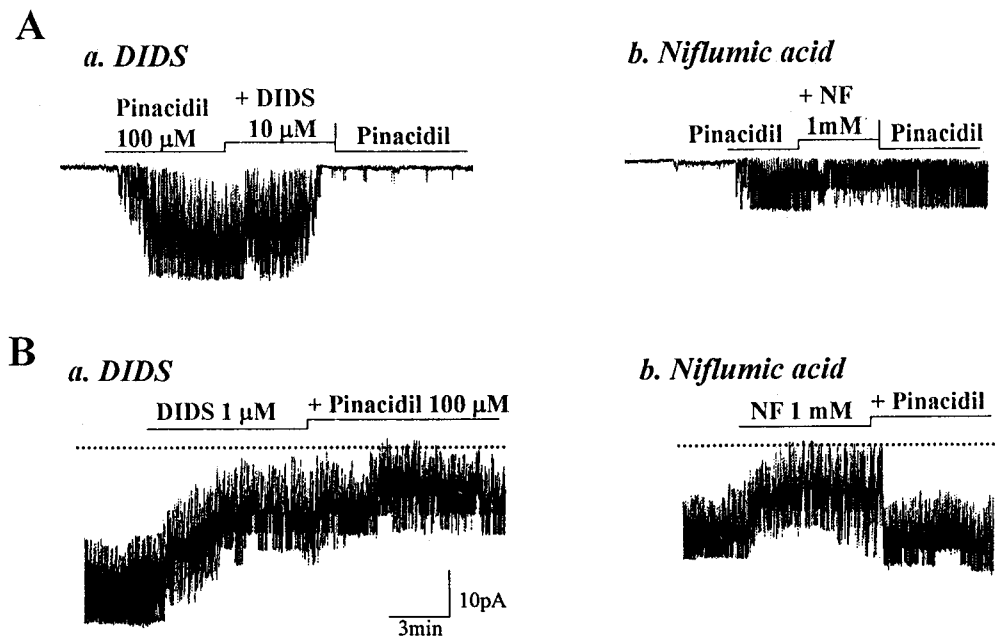 A
a. DIDS
b. Niflumic acid
Pinacidil
100 µM
+ DIDS
10 µM
Pinacidil
Pinacidil
+ NF
1mM
Pinacidil
B
a. DIDS
b. Niflumic acid
DIDS 1 µM
+ Pinacidil 100 µM
NF 1 mM
+ Pinacidil
10pA
3min